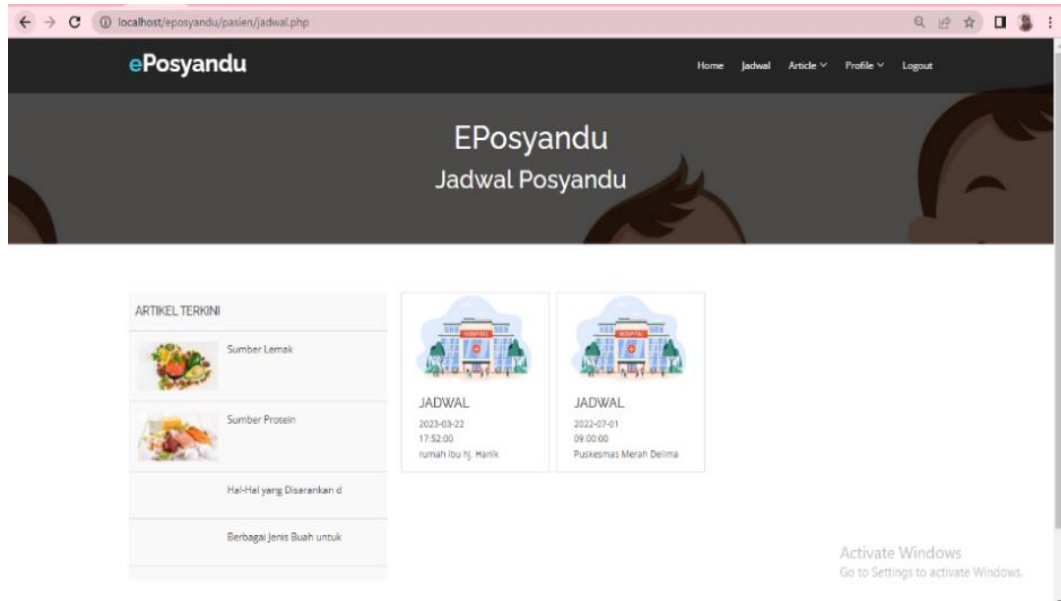 localhost/eposyandu/pasien/jadwal.php
ePosyandu
Home Jadwal Article Profile Logout
EPosyandu
Jadwal Posyandu
ARTIKEL TERKINI
Sumber Lemak
Sumber Protein
Hal-Hal yang Disarankan d
Berbagai Jenis Buah untuk
HOSPITAL
JADWAL
2023-03-22
17:52:00
rumah ibu hj. Hanik
HOSPITAL
JADWAL
2022-07-01
09:00:00
Puskesmas Merah Delima
Activate Windows
Go to Settings to activate Windows.